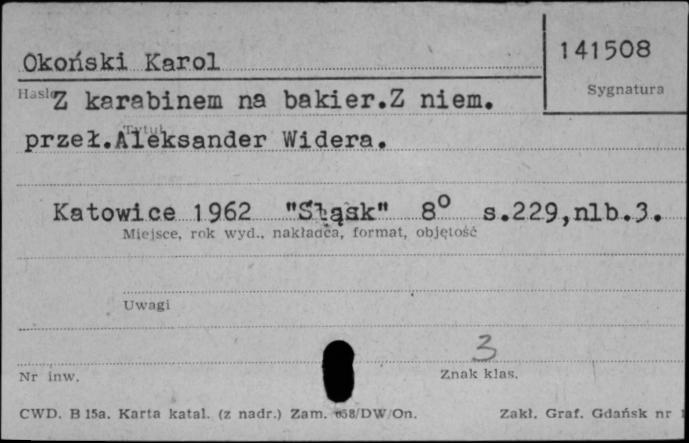 Okoński Karol
141508
Hasło
Sygnatura
Z karabinem na bakier. Z niem.
Tytuł
przeł. Aleksander Widera.
Katowice 1962 "Śląsk" 8° s.229,nlb.3.
Miejsce, rok wyd., nakładca, format, objętość
Uwagi
3
Nr inw.
Znak klas.
CWD. B 15a. Karta katal. (z nadr.) Zam. 658/DW/On.
Zakł. Graf. Gdańsk nr